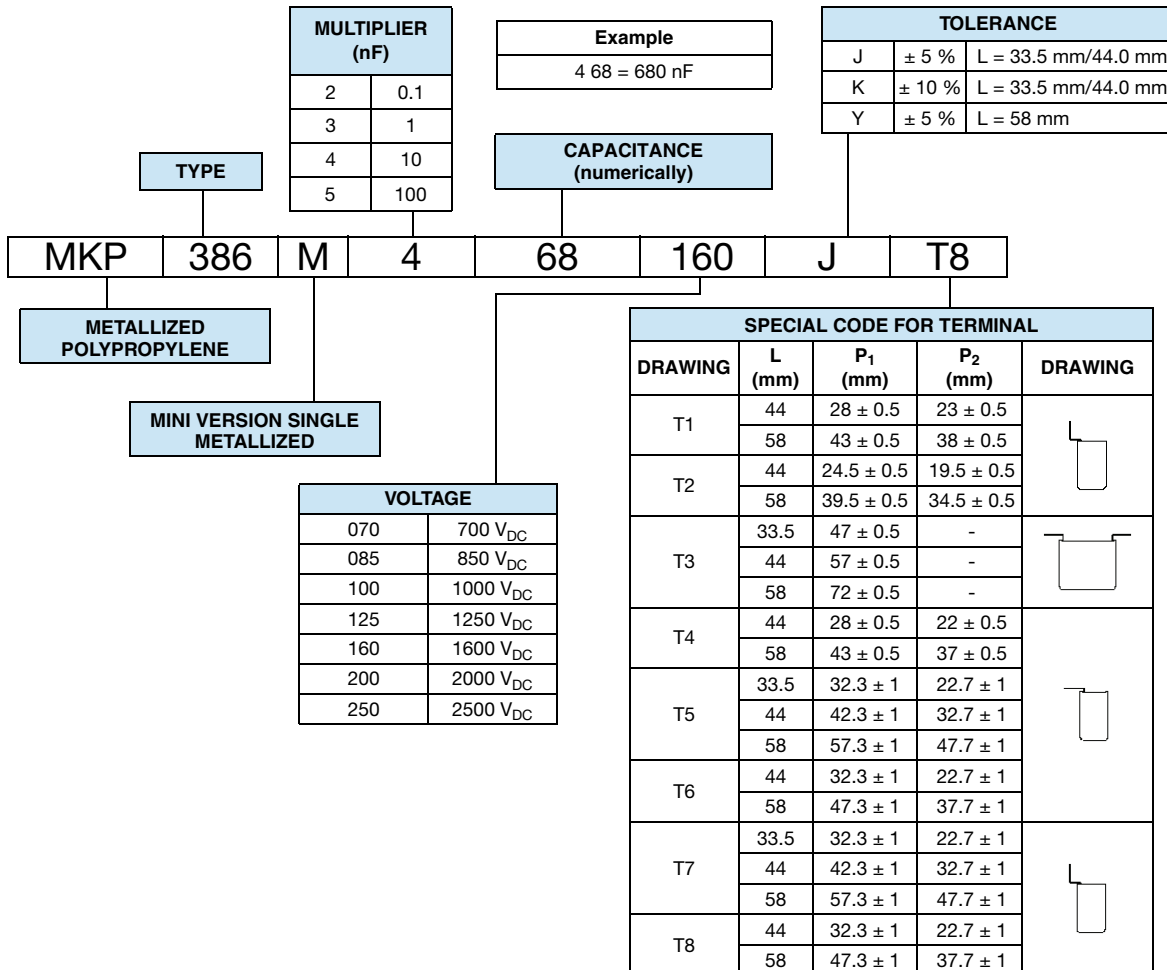 MULTIPLIER
(nF)
2 0.1
3 1
4 10
5 100
Example
4 68 = 680 nF
TOLERANCE
J ± 5 % L = 33.5 mm/44.0 mm
K ± 10 % L = 33.5 mm/44.0 mm
Y ± 5 % L = 58 mm
TYPE
CAPACITANCE
(numerically)
MKP 386 M 4 68 160 J T8
METALLIZED
POLYPROPYLENE
MINI VERSION SINGLE
METALLIZED
VOLTAGE
070 700 VDC
085 850 VDC
100 1000 VDC
125 1250 VDC
160 1600 VDC
200 2000 VDC
250 2500 VDC
SPECIAL CODE FOR TERMINAL
DRAWING L (mm) P1 (mm) P2 (mm) DRAWING
T1 44 28 ± 0.5 23 ± 0.5
58 43 ± 0.5 38 ± 0.5
T2 44 24.5 ± 0.5 19.5 ± 0.5
58 39.5 ± 0.5 34.5 ± 0.5
T3 33.5 47 ± 0.5 -
44 57 ± 0.5 -
58 72 ± 0.5 -
T4 44 28 ± 0.5 22 ± 0.5
58 43 ± 0.5 37 ± 0.5
T5 33.5 32.3 ± 1 22.7 ± 1
44 42.3 ± 1 32.7 ± 1
58 57.3 ± 1 47.7 ± 1
T6 44 32.3 ± 1 22.7 ± 1
58 47.3 ± 1 37.7 ± 1
T7 33.5 32.3 ± 1 22.7 ± 1
44 42.3 ± 1 32.7 ± 1
58 57.3 ± 1 47.7 ± 1
T8 44 32.3 ± 1 22.7 ± 1
58 47.3 ± 1 37.7 ± 1